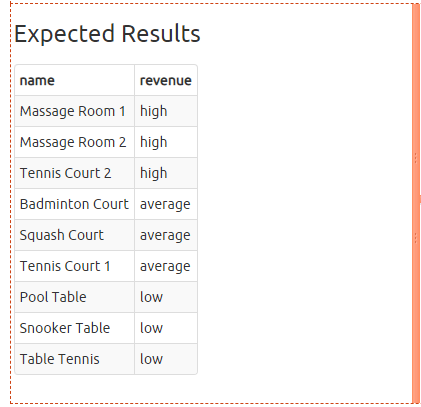 Expected Results
name revenue
Massage Room 1 high
Massage Room 2 high
Tennis Court 2 high
Badminton Court average
Squash Court average
Tennis Court 1 average
Pool Table low
Snooker Table low
Table Tennis low